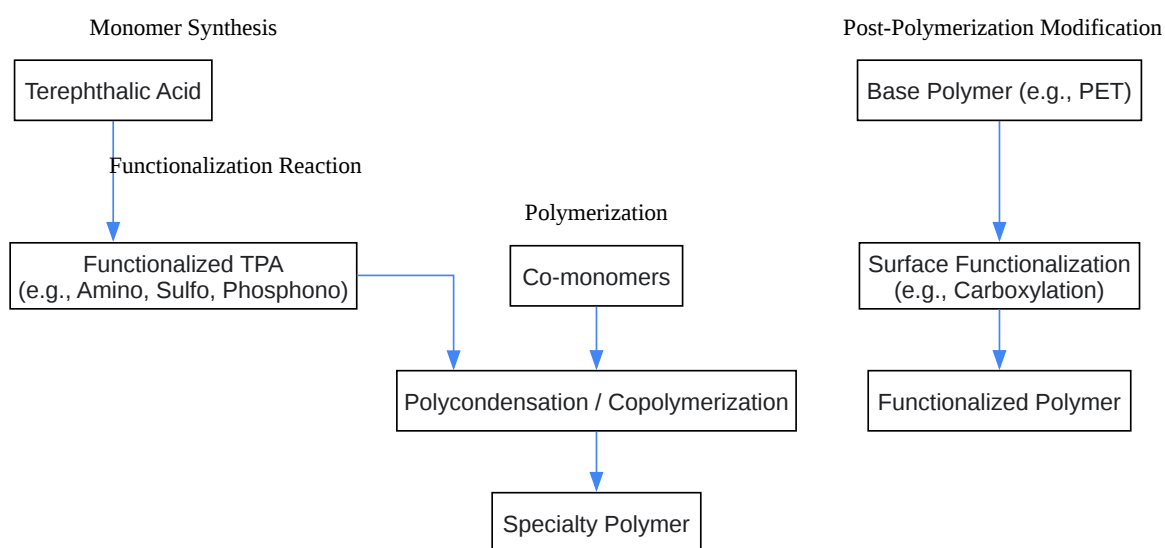 Monomer Synthesis
Post-Polymerization Modification
Terephthalic Acid
Base Polymer (e.g., PET)
Functionalization Reaction
Polymerization
Functionalized TPA
(e.g., Amino, Sulfo, Phosphono)
Co-monomers
Surface Functionalization
(e.g., Carboxylation)
Polycondensation / Copolymerization
Functionalized Polymer
Specialty Polymer